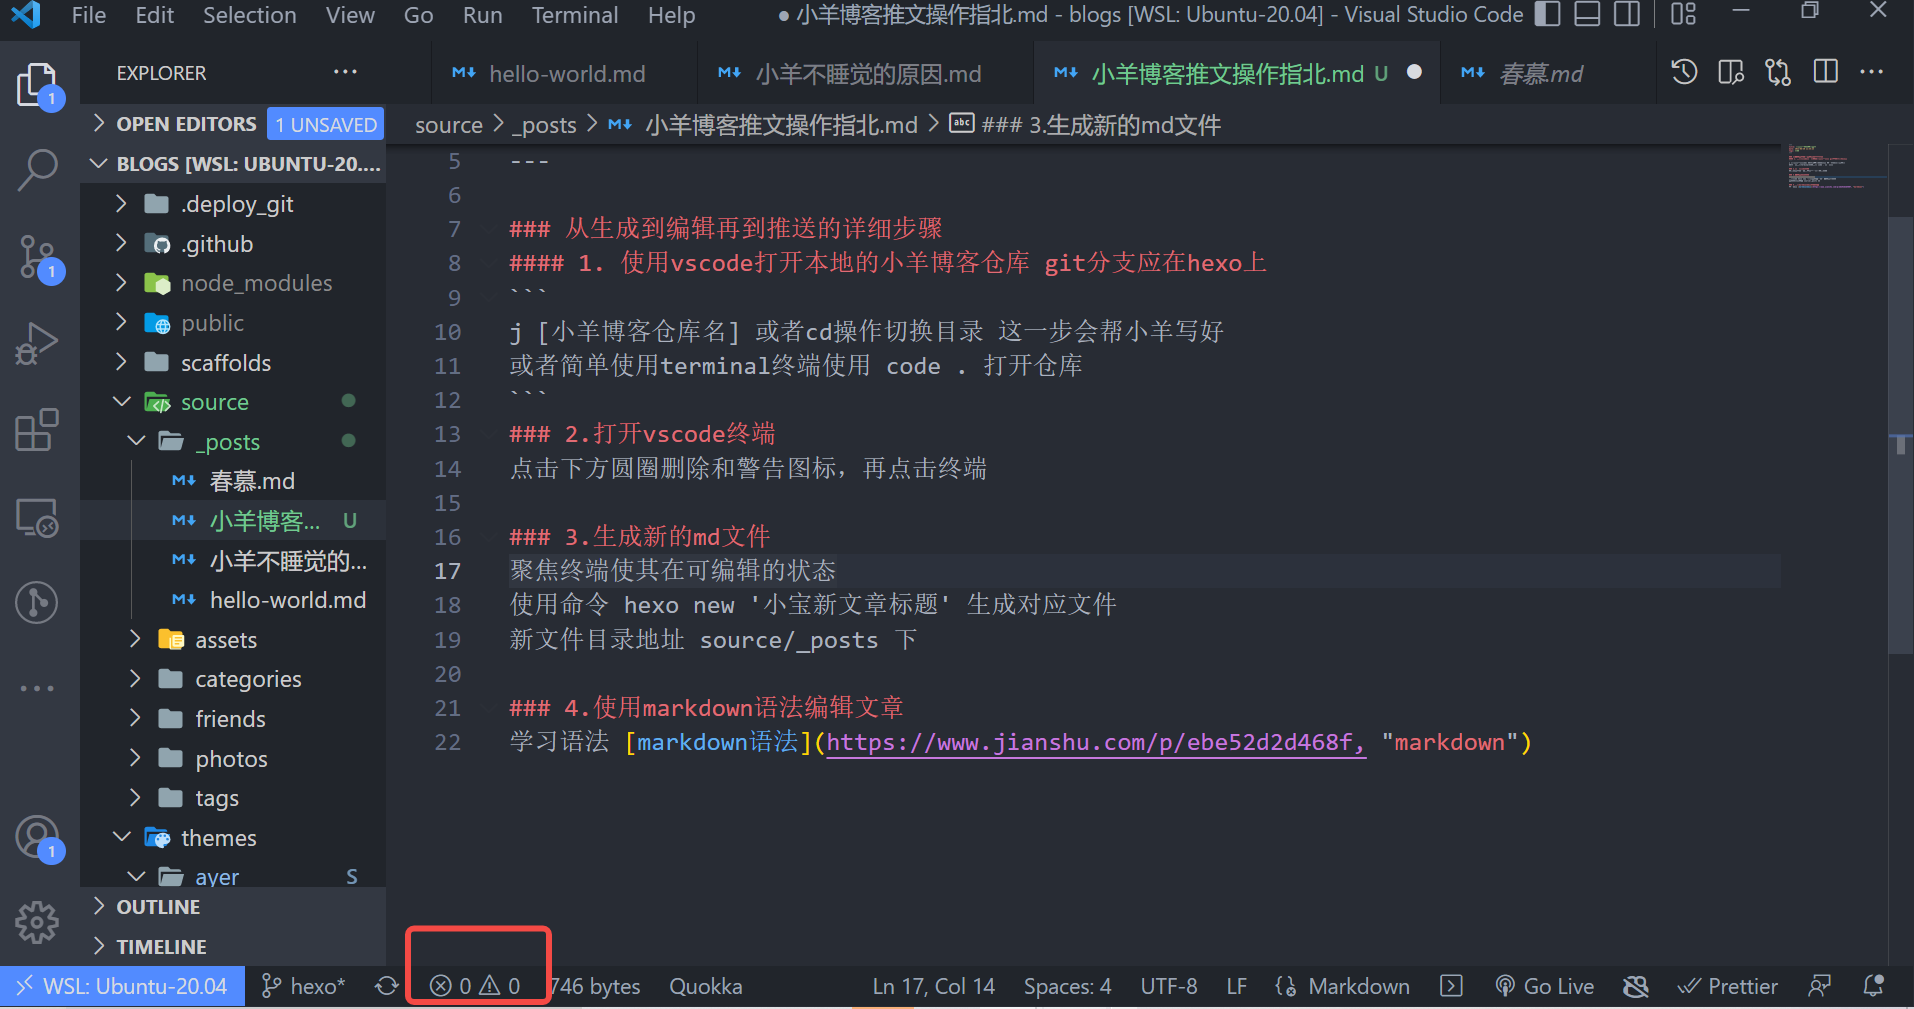 File Edit Selection View Go Run Terminal Help
● 小羊博客推文操作指北.md - blogs [WSL: Ubuntu-20.04] - Visual Studio Code
EXPLORER
hello-world.md
小羊不睡觉的原因.md
小羊博客推文操作指北.md U
春慕.md
1
OPEN EDITORS 1 UNSAVED
source > _posts > 小羊博客推文操作指北.md > abc ### 3.生成新的md文件
BLOGS [WSL: UBUNTU-20....
.deploy_git
.github
1
node_modules
public
scaffolds
source
_posts
春慕.md
小羊博客... U
小羊不睡觉的...
hello-world.md
assets
categories
friends
photos
tags
themes
1
ayer S
OUTLINE
TIMELINE
5 ---
6
7 ### 从生成到编辑再到推送的详细步骤
8 #### 1. 使用vscode打开本地的小羊博客仓库 git分支应在hexo上
9 ```
10 j [小羊博客仓库名] 或者cd操作切换目录 这一步会帮小羊写好
11 或者简单使用terminal终端使用 code . 打开仓库
12 ```
13 ### 2.打开vscode终端
14 点击下方圆圈删除和警告图标，再点击终端
15
16 ### 3.生成新的md文件
17 聚焦终端使其在可编辑的状态
18 使用命令 hexo new '小宝新文章标题' 生成对应文件
19 新文件目录地址 source/_posts 下
20
21 ### 4.使用markdown语法编辑文章
22 学习语法 [markdown语法](https://www.jianshu.com/p/ebe52d2d468f, "markdown")
WSL: Ubuntu-20.04 hexo* 0 0 746 bytes Quokka Ln 17, Col 14 Spaces: 4 UTF-8 LF Markdown Go Live Prettier